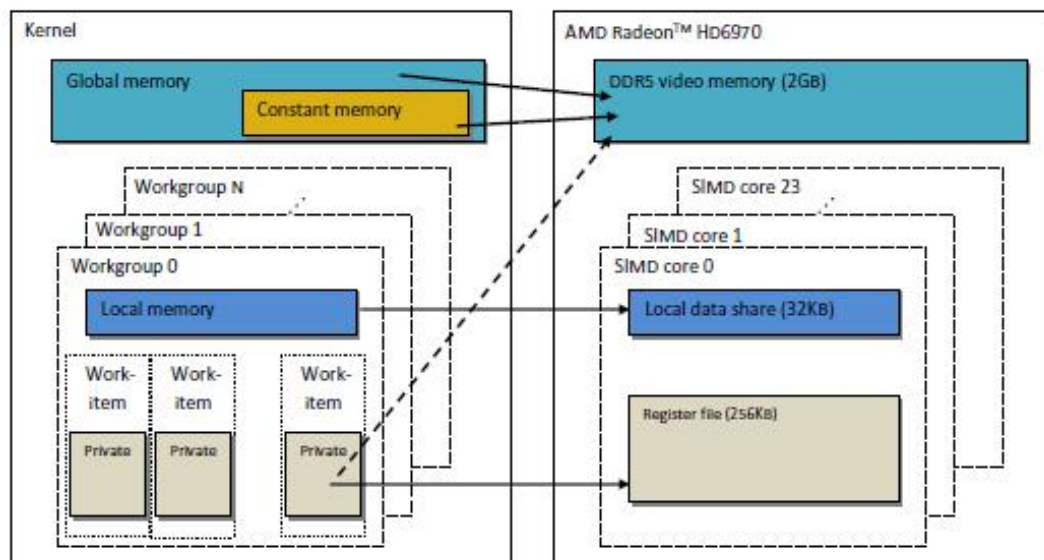 Kernel
Global memory
Constant memory
Workgroup N
Workgroup 1
Workgroup 0
Local memory
Work-
item
Work-
item
Work-
item
Private
Private
Private
AMD Radeon™ HD6970
DDR5 video memory (2GB)
SIMD core 23
SIMD core 1
SIMD core 0
Local data share (32KB)
Register file (256KB)